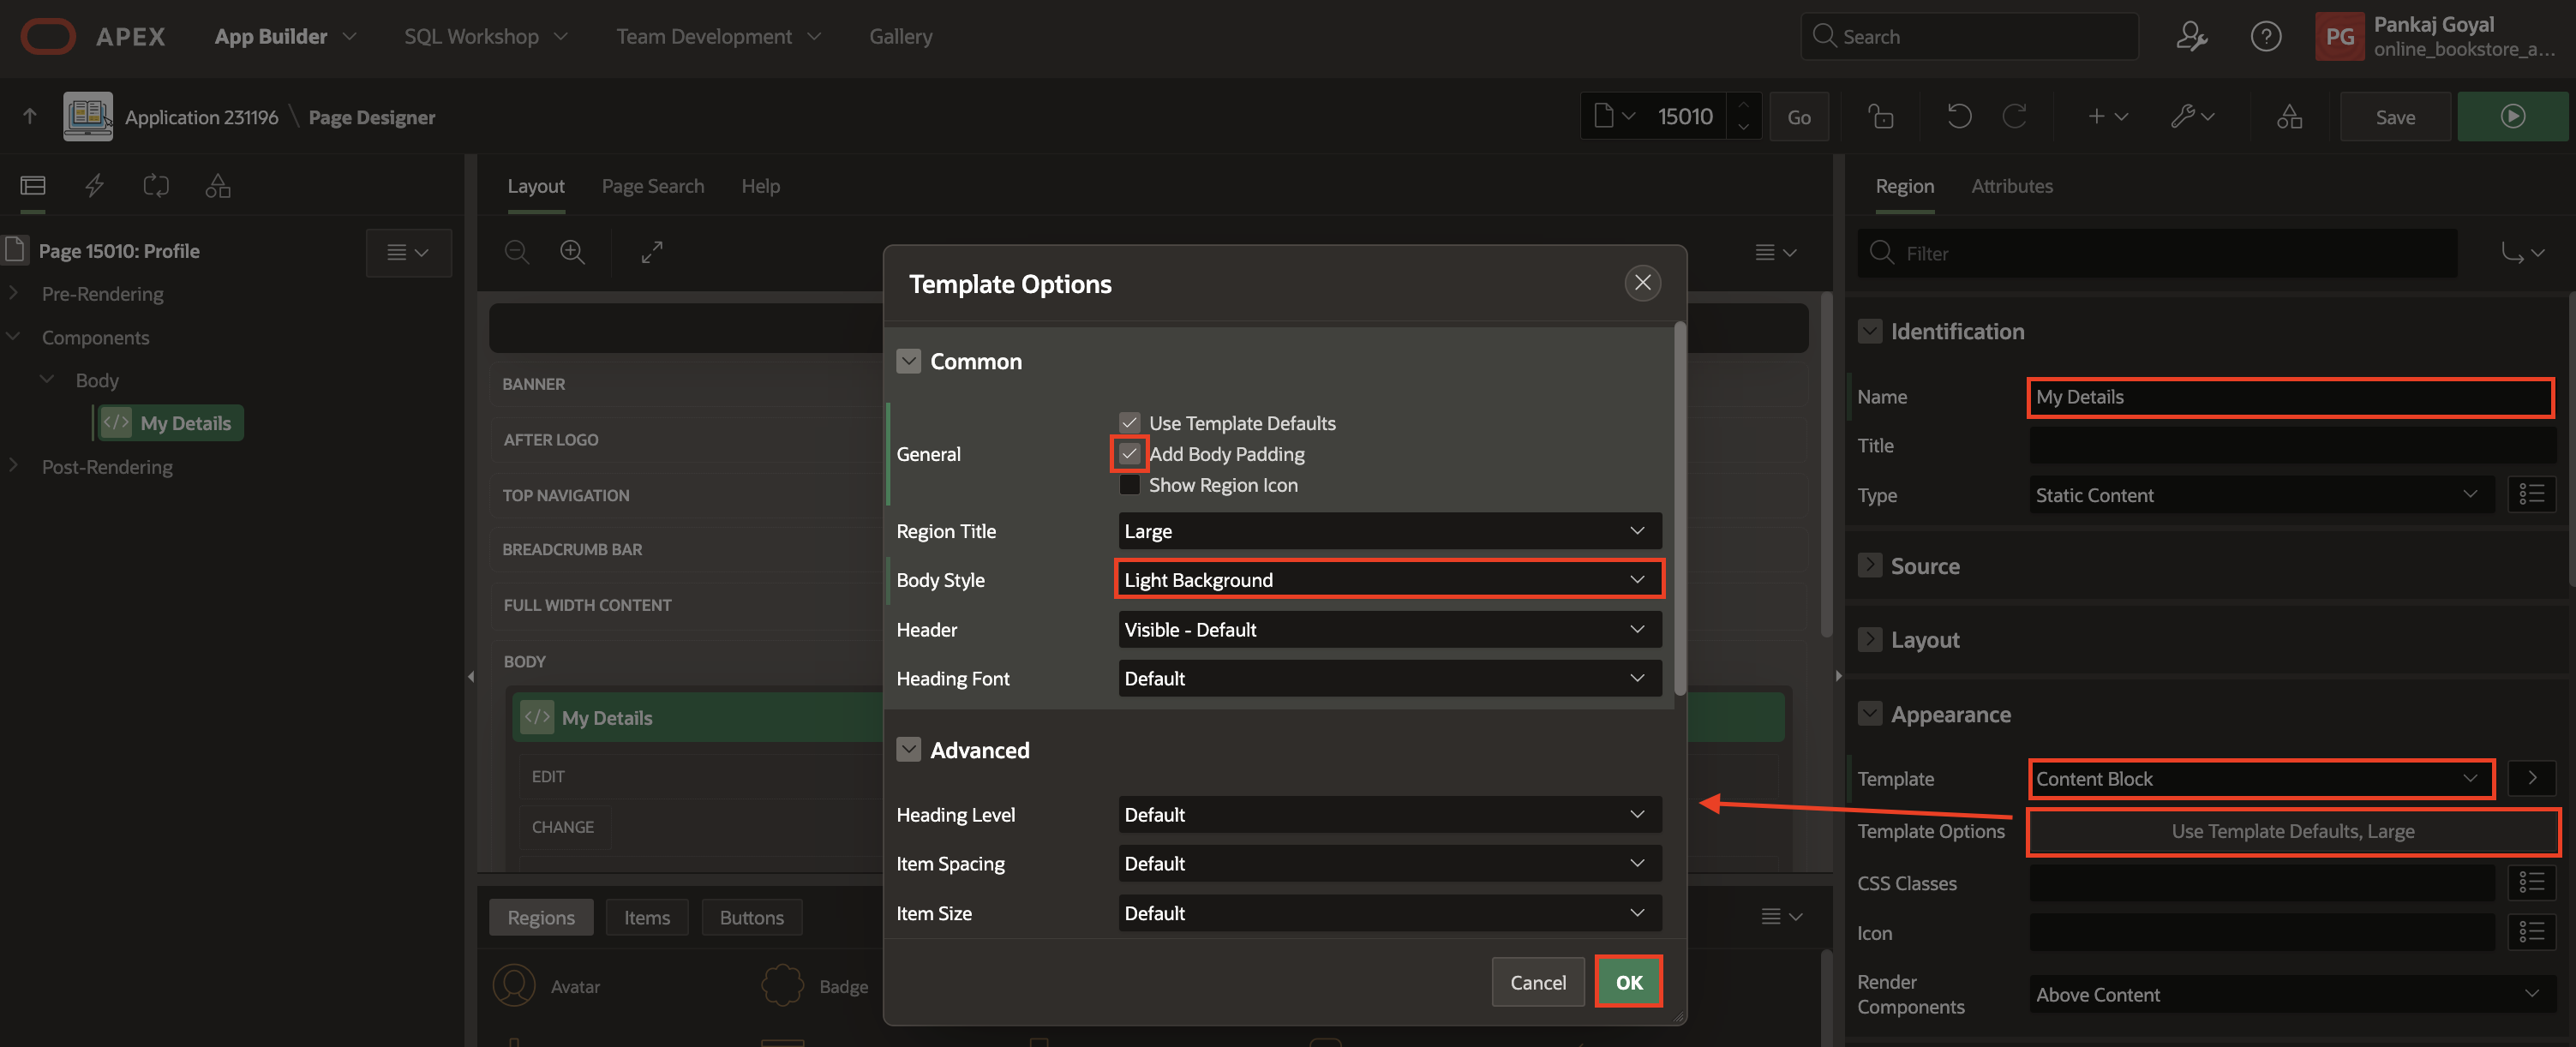 APEX App Builder SQL Workshop Team Development Gallery Search PG Pankaj Goyal
online_bookstore_a...
Application 231196 \ Page Designer 15010 Go Save
Layout Page Search Help
Region Attributes
Page 15010: Profile
Pre-Rendering
Components
Body
</> My Details
Post-Rendering
BANNER
AFTER LOGO
TOP NAVIGATION
BREADCRUMB BAR
FULL WIDTH CONTENT
BODY
</> My Details
EDIT
CHANGE
Regions Items Buttons
Avatar Badge
Template Options
Common
General
Use Template Defaults
Add Body Padding
Show Region Icon
Region Title Large
Body Style Light Background
Header Visible - Default
Heading Font Default
Advanced
Heading Level Default
Item Spacing Default
Item Size Default
Cancel OK
Filter
Identification
Name My Details
Title
Type Static Content
Source
Layout
Appearance
Template Content Block
Template Options Use Template Defaults, Large
CSS Classes
Icon
Render
Components
Above Content